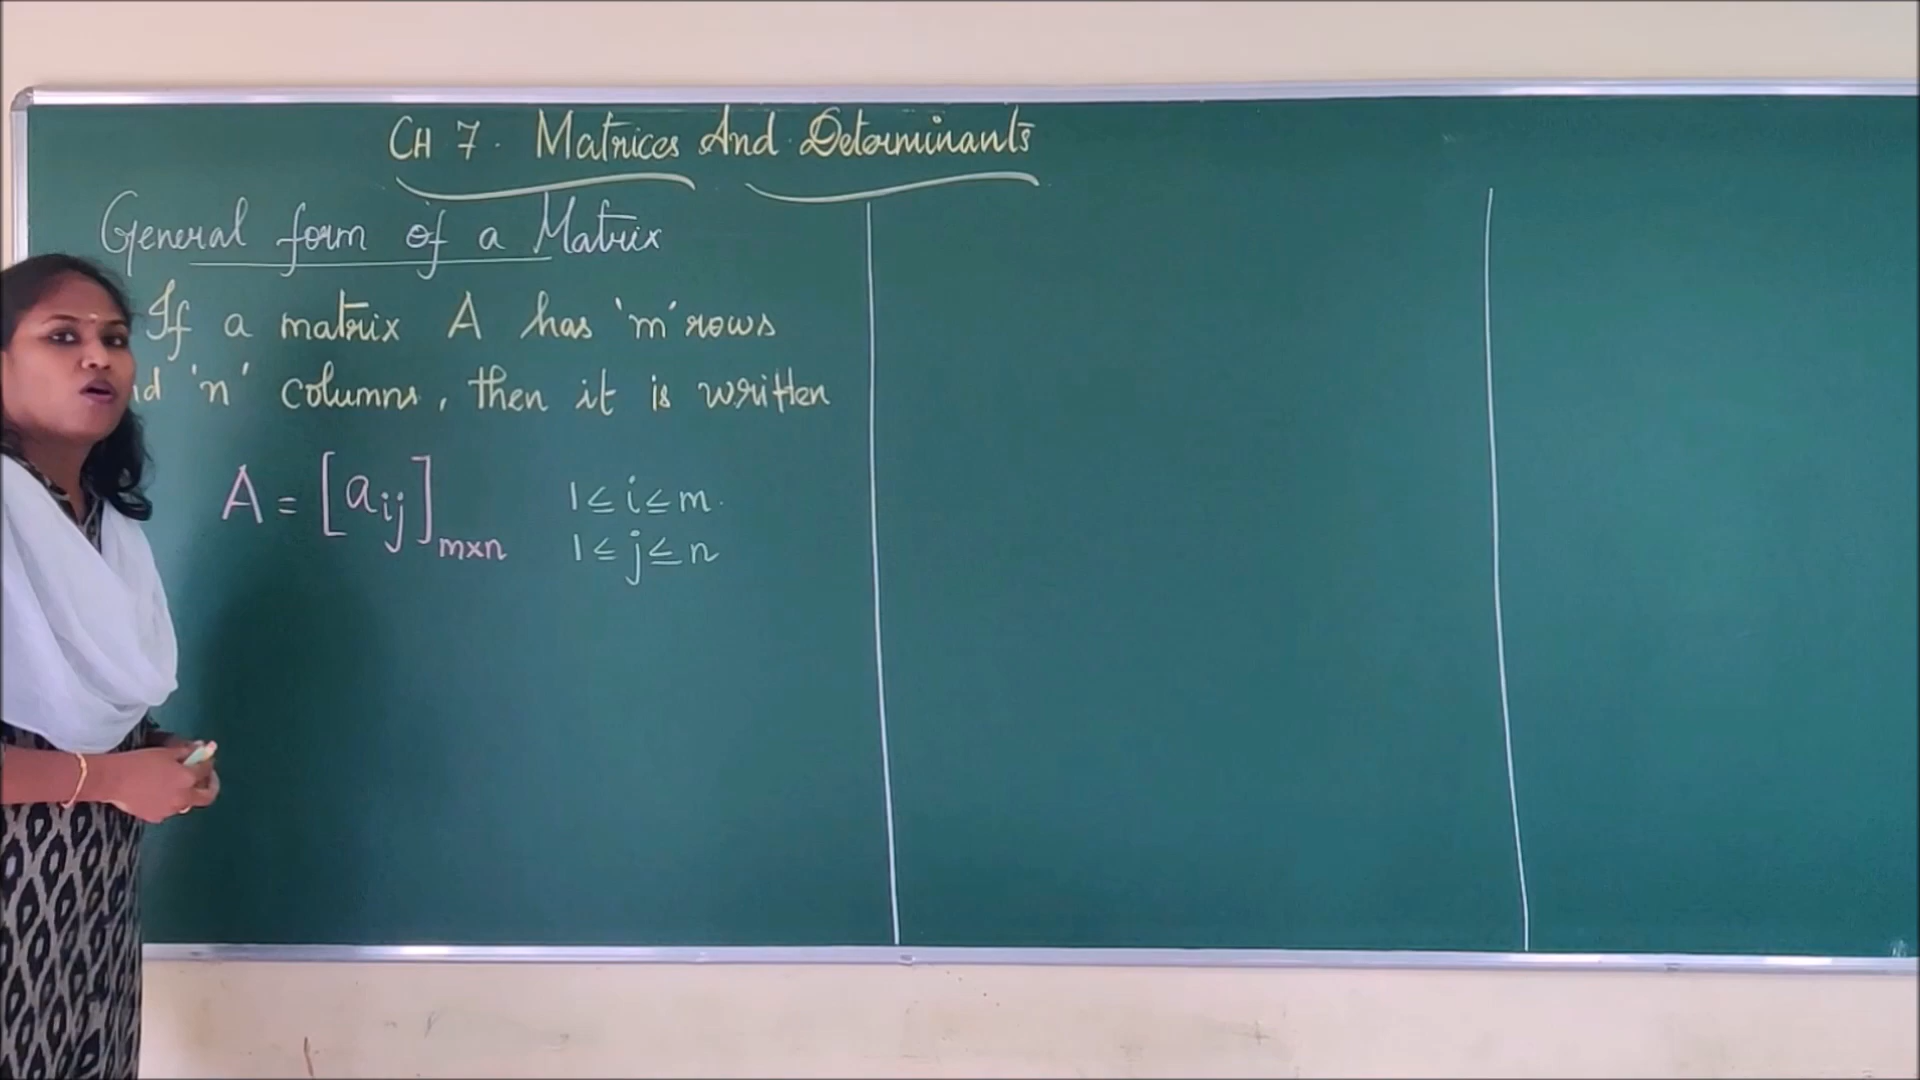 CH 7. Matrices And Determinants
General form of a Matrix
If a matrix A has 'm' rows
'n' columns, then it is written
A = [aij]m×n 1 ≤ i ≤ m.
1 ≤ j ≤ n